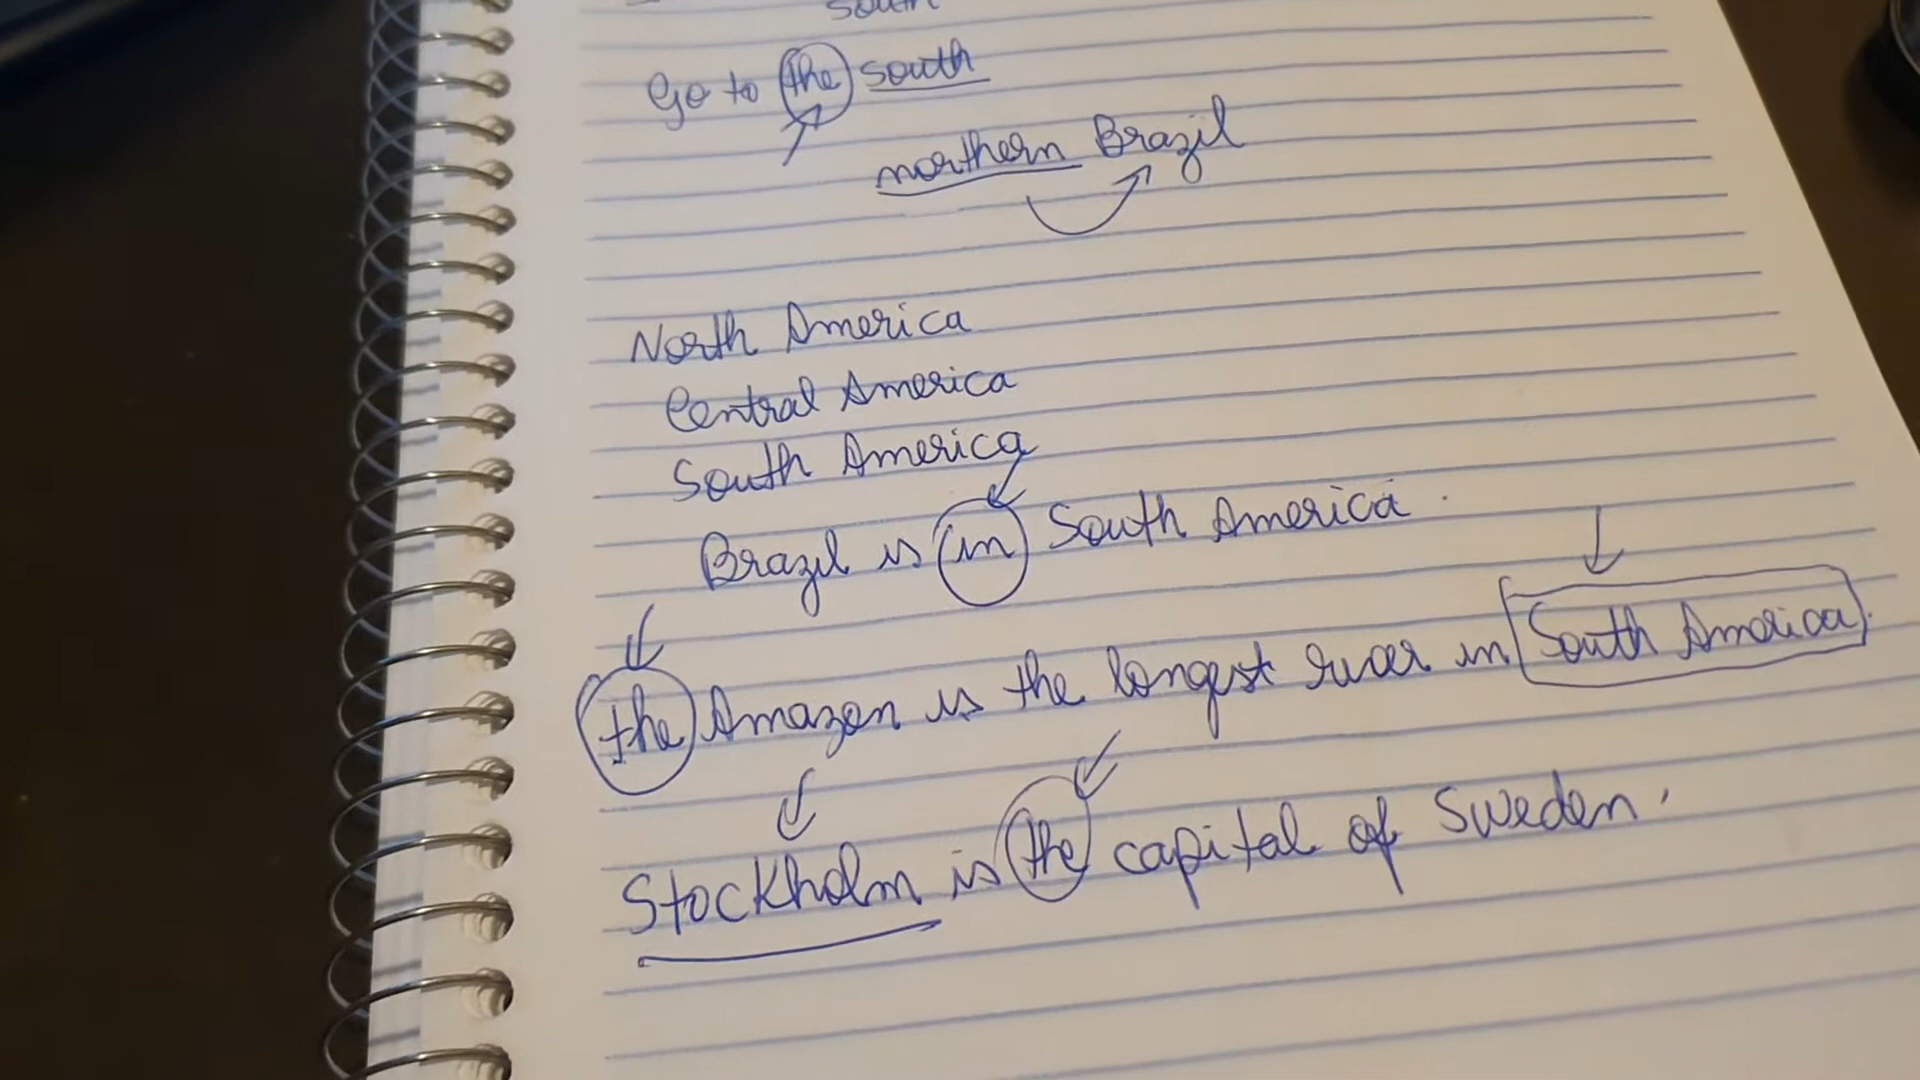 south
Go to the south
northern Brazil
North America
Central America
South America
Brazil is in South America.
the Amazon is the longest river in South America.
Stockholm is the capital of Sweden.